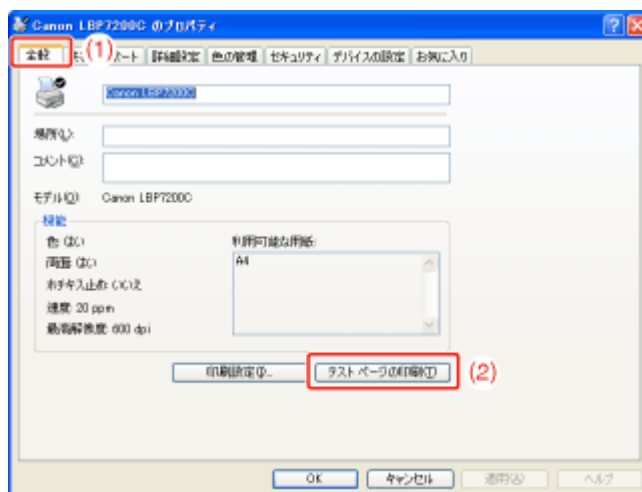 Canon LBP7200C のプロパティ
全般 (1) ポート 詳細設定 色の管理 セキュリティ デバイスの設定 お気に入り
Canon LBP7200C
場所(L):
コメント(C):
モデル(O): Canon LBP7200C
機能
色: はい 利用可能な用紙:
両面: はい A4
ホチキス止め: いいえ
速度: 20 ppm
最高解像度: 600 dpi
印刷設定(I)... テスト ページの印刷(T) (2)
OK キャンセル 適用(A) ヘルプ